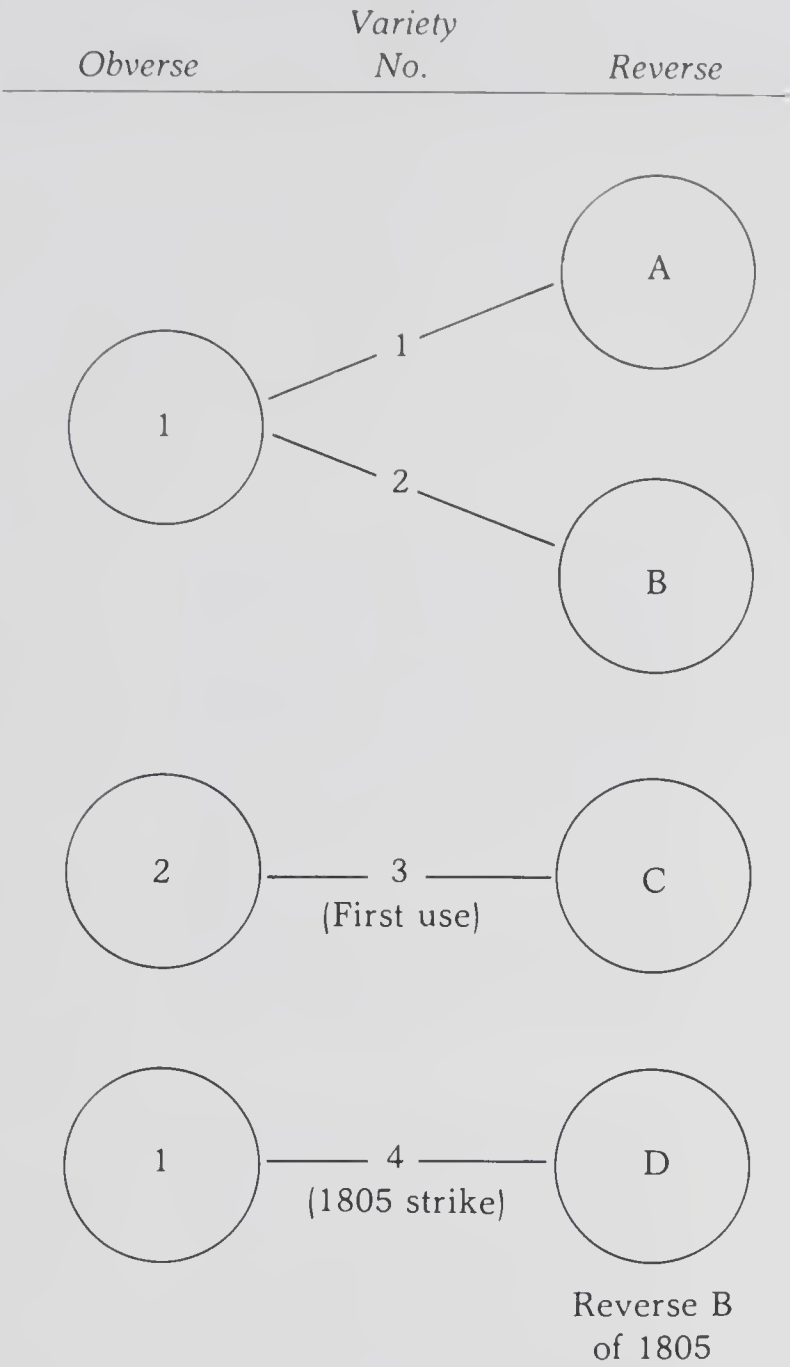 Variety
Obverse No. Reverse
A
1
1
2
B
2 3 C
(First use)
1 4 D
(1805 strike)
Reverse B
of 1805